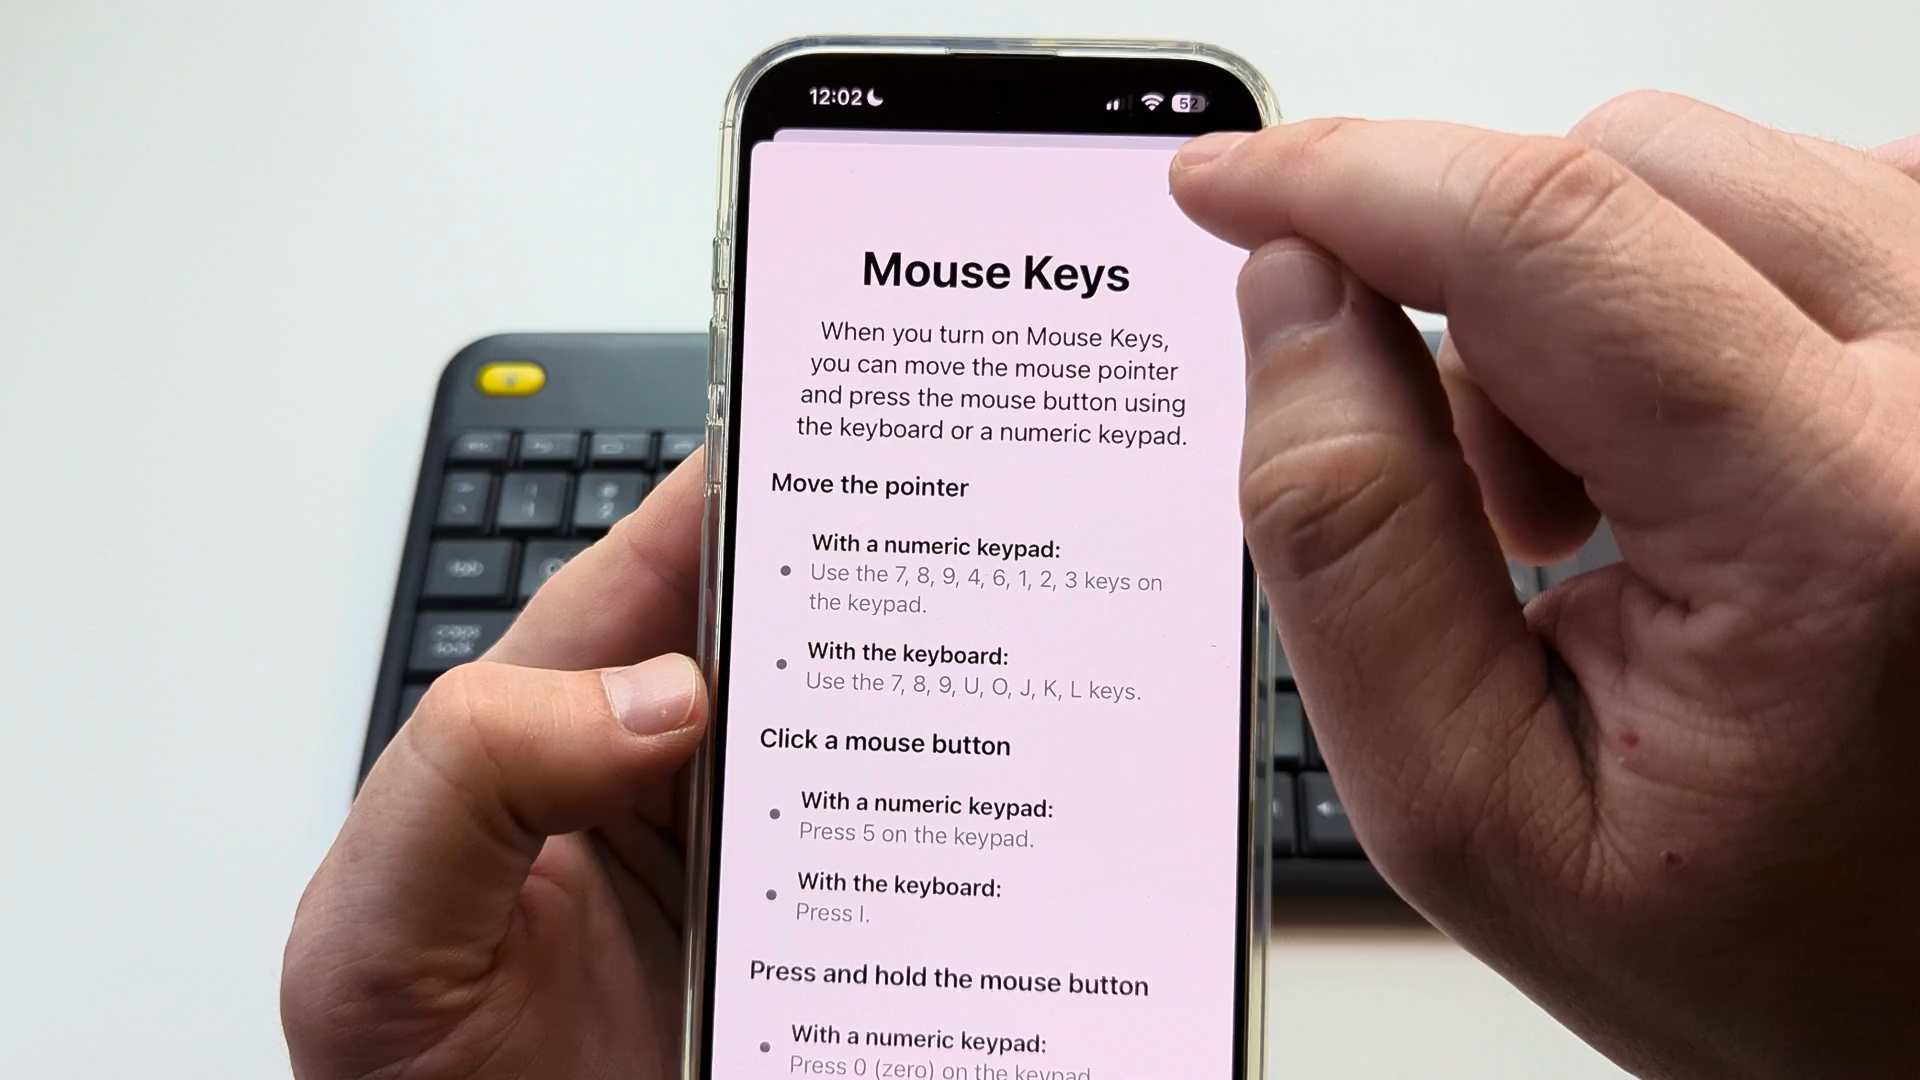 12:02
52
Mouse Keys
When you turn on Mouse Keys,
you can move the mouse pointer
and press the mouse button using
the keyboard or a numeric keypad.
Move the pointer
With a numeric keypad:
Use the 7, 8, 9, 4, 6, 1, 2, 3 keys on
the keypad.
With the keyboard:
Use the 7, 8, 9, U, O, J, K, L keys.
Click a mouse button
With a numeric keypad:
Press 5 on the keypad.
With the keyboard:
Press I.
Press and hold the mouse button
With a numeric keypad:
Press 0 (zero) on the keypad
caps
lock